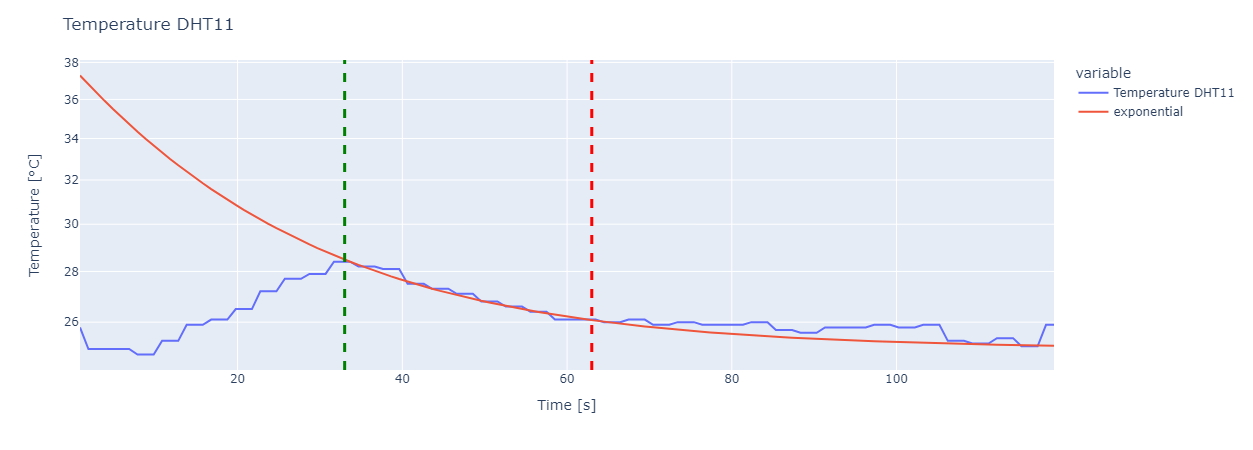 Temperature DHT11
variable
Temperature DHT11
exponential
Temperature [°C]
38
36
34
32
30
28
26
20
40
60
80
100
Time [s]